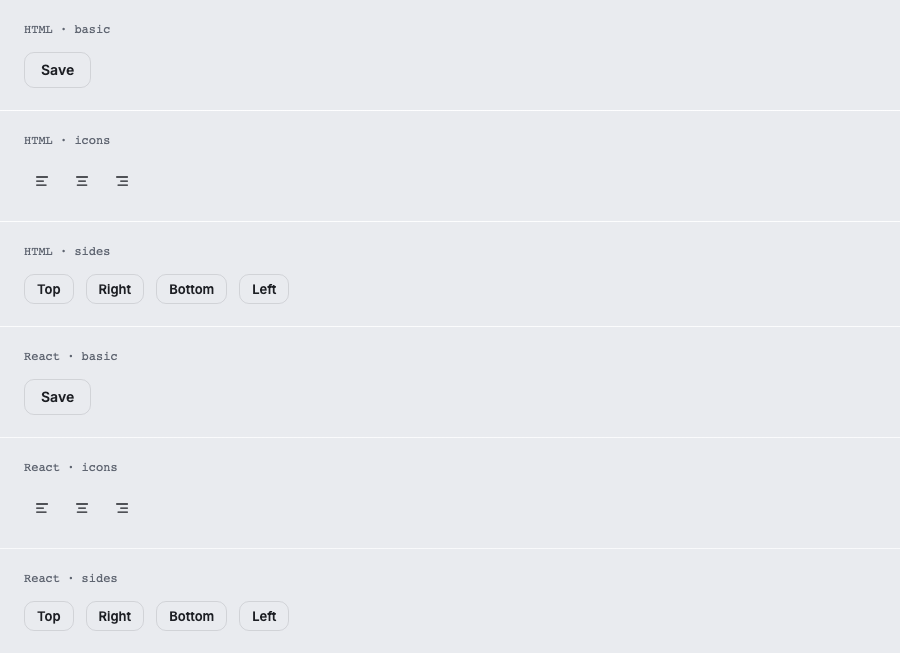 HTML · basic
Save
HTML · icons
HTML · sides
Top Right Bottom Left
React · basic
Save
React · icons
React · sides
Top Right Bottom Left